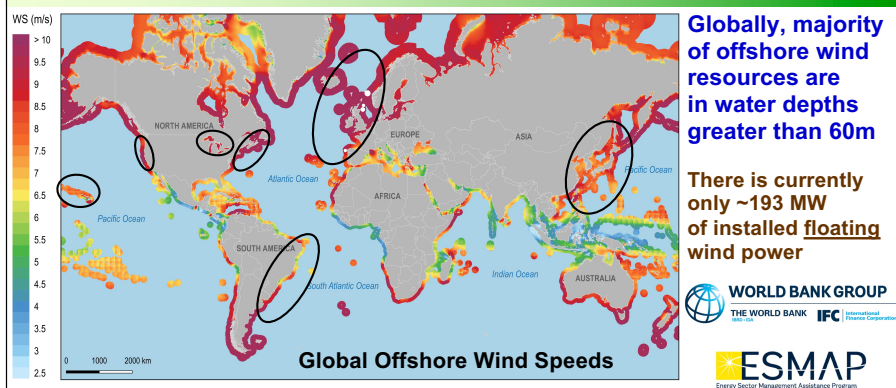 WS (m/s)
> 10
9.5
9
8.5
8
7.5
7
6.5
6
5.5
5
4.5
4
3.5
3
2.5
NORTH AMERICA
EUROPE
ASIA
Atlantic Ocean
Pacific Ocean
AFRICA
Pacific Ocean
SOUTH AMERICA
South Atlantic Ocean
Indian Ocean
AUSTRALIA
0 1000 2000 km
Global Offshore Wind Speeds
Globally, majority
of offshore wind
resources are
in water depths
greater than 60m
There is currently
only ~193 MW
of installed floating
wind power
WORLD BANK GROUP
THE WORLD BANK
IBRD • IDA
IFC
International
Finance Corporation
ESMAP
Energy Sector Management Assistance Program